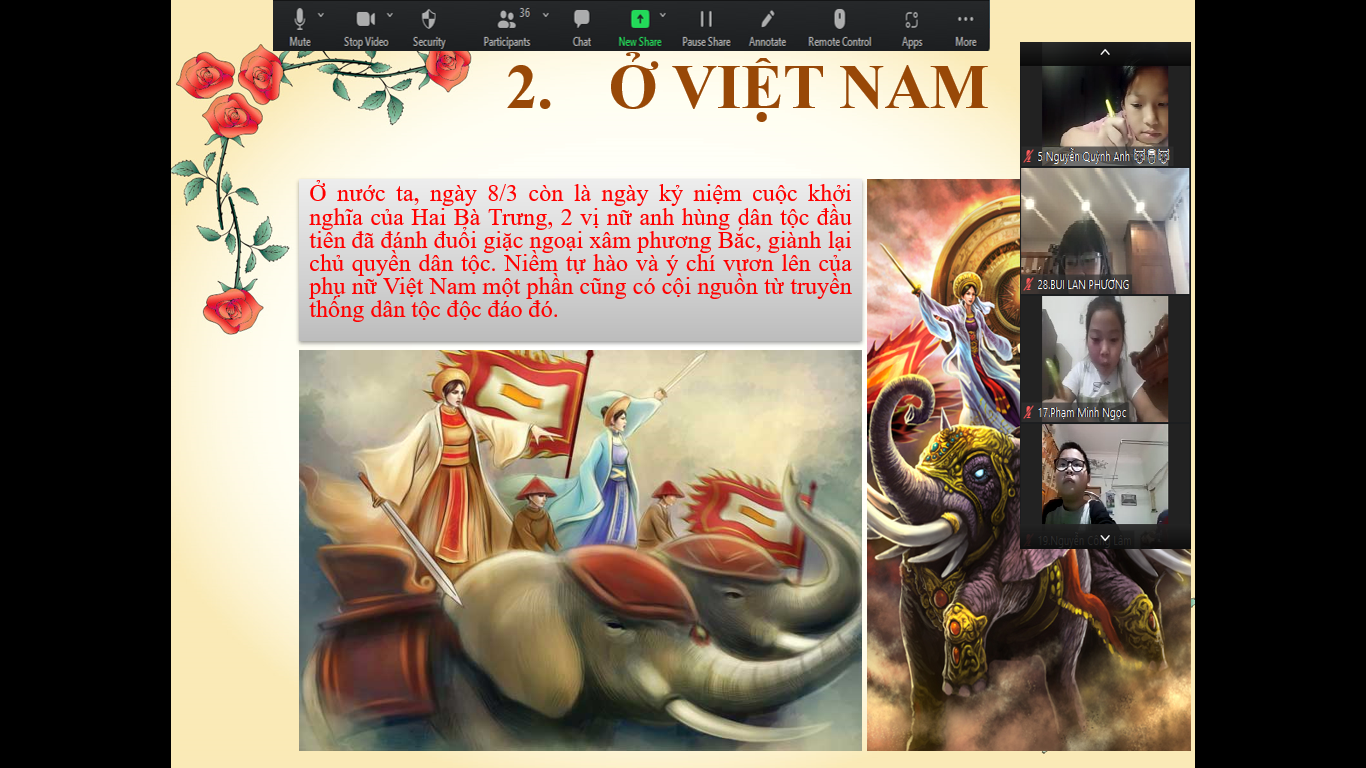 36
Mute
Stop Video
Security
Participants
Chat
New Share
Pause Share
Annotate
Remote Control
Apps
More
2. Ở VIỆT NAM
Ở nước ta, ngày 8/3 còn là ngày kỷ niệm cuộc khởi
nghĩa của Hai Bà Trưng, 2 vị nữ anh hùng dân tộc đầu
tiên đã đánh đuổi giặc ngoại xâm phương Bắc, giành lại
chủ quyền dân tộc. Niềm tự hào và ý chí vươn lên của
phụ nữ Việt Nam một phần cũng có cội nguồn từ truyền
thống dân tộc độc đáo đó.
5 Nguyễn Quỳnh Anh
28.BUI LAN PHƯƠNG
17.Phạm Minh Ngọc
19.Nguyễn Lâm